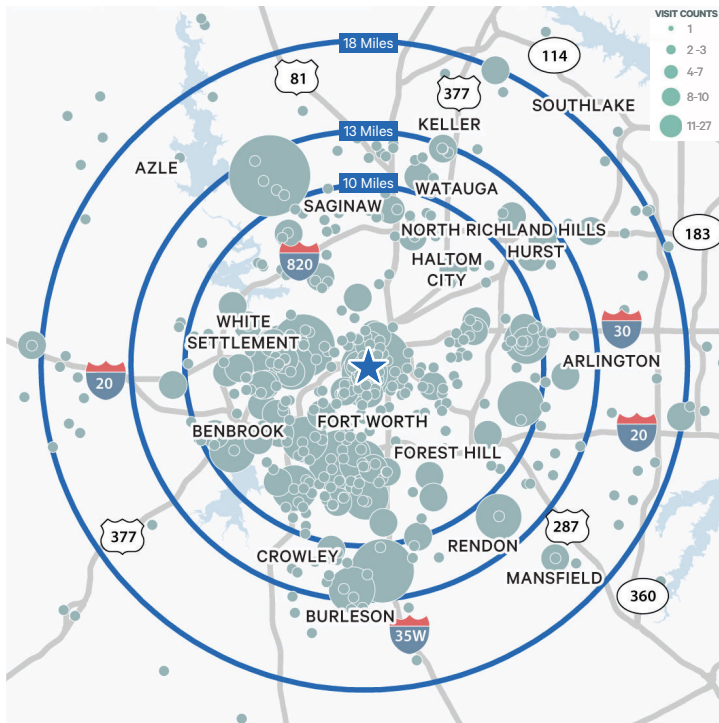 VISIT COUNTS
1
2 -3
4-7
8-10
11-27
18 Miles
114
81
377
SOUTHLAKE
KELLER
13 Miles
AZLE
10 Miles
WATAUGA
SAGINAW
NORTH RICHLAND HILLS
183
HURST
HALTOM
CITY
820
WHITE
SETTLEMENT
30
ARLINGTON
20
FORT WORTH
BENBROOK
20
FOREST HILL
377
287
RENDON
CROWLEY
MANSFIELD
360
BURLESON
35W